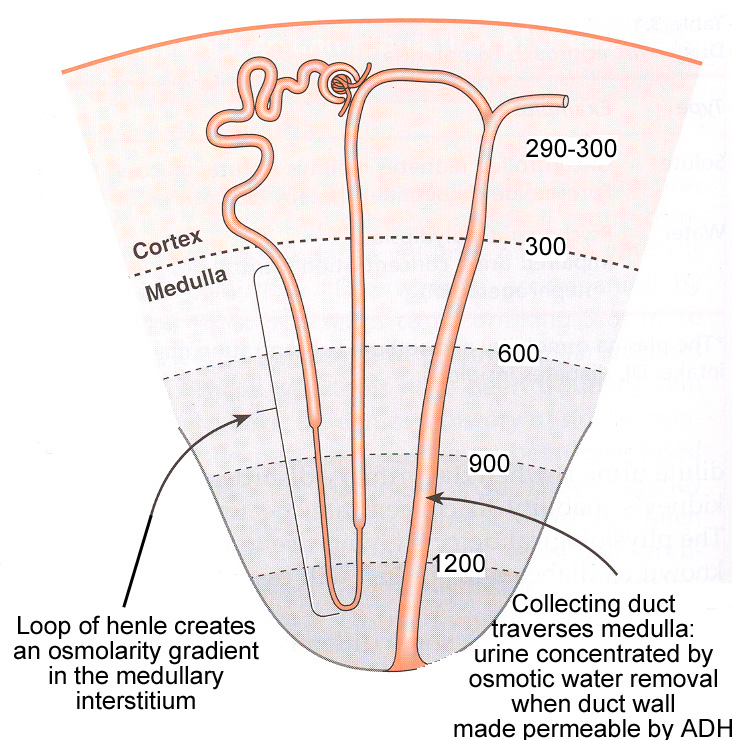 290-300
Cortex
300
Medulla
600
900
1200
Loop of henle creates
an osmolarity gradient
in the medullary
interstitium
Collecting duct
traverses medulla:
urine concentrated by
osmotic water removal
when duct wall
made permeable by ADH